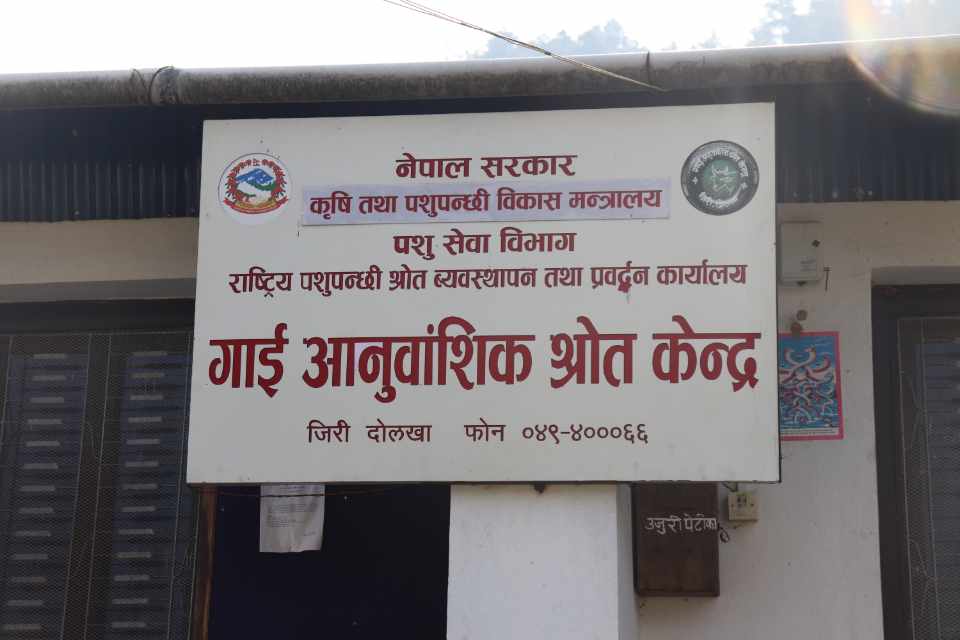 नेपाल सरकार
कृषि तथा पशुपन्छी विकास मन्त्रालय
पशु सेवा विभाग
राष्ट्रिय पशुपन्छी श्रोत ब्यवस्थापन तथा प्रवर्द्धन कार्यालय
गाई आनुवांशिक श्रोत केन्द्र
जिरी दोलखा फोन ०४९-४०००६६
उजुरी पेटीका